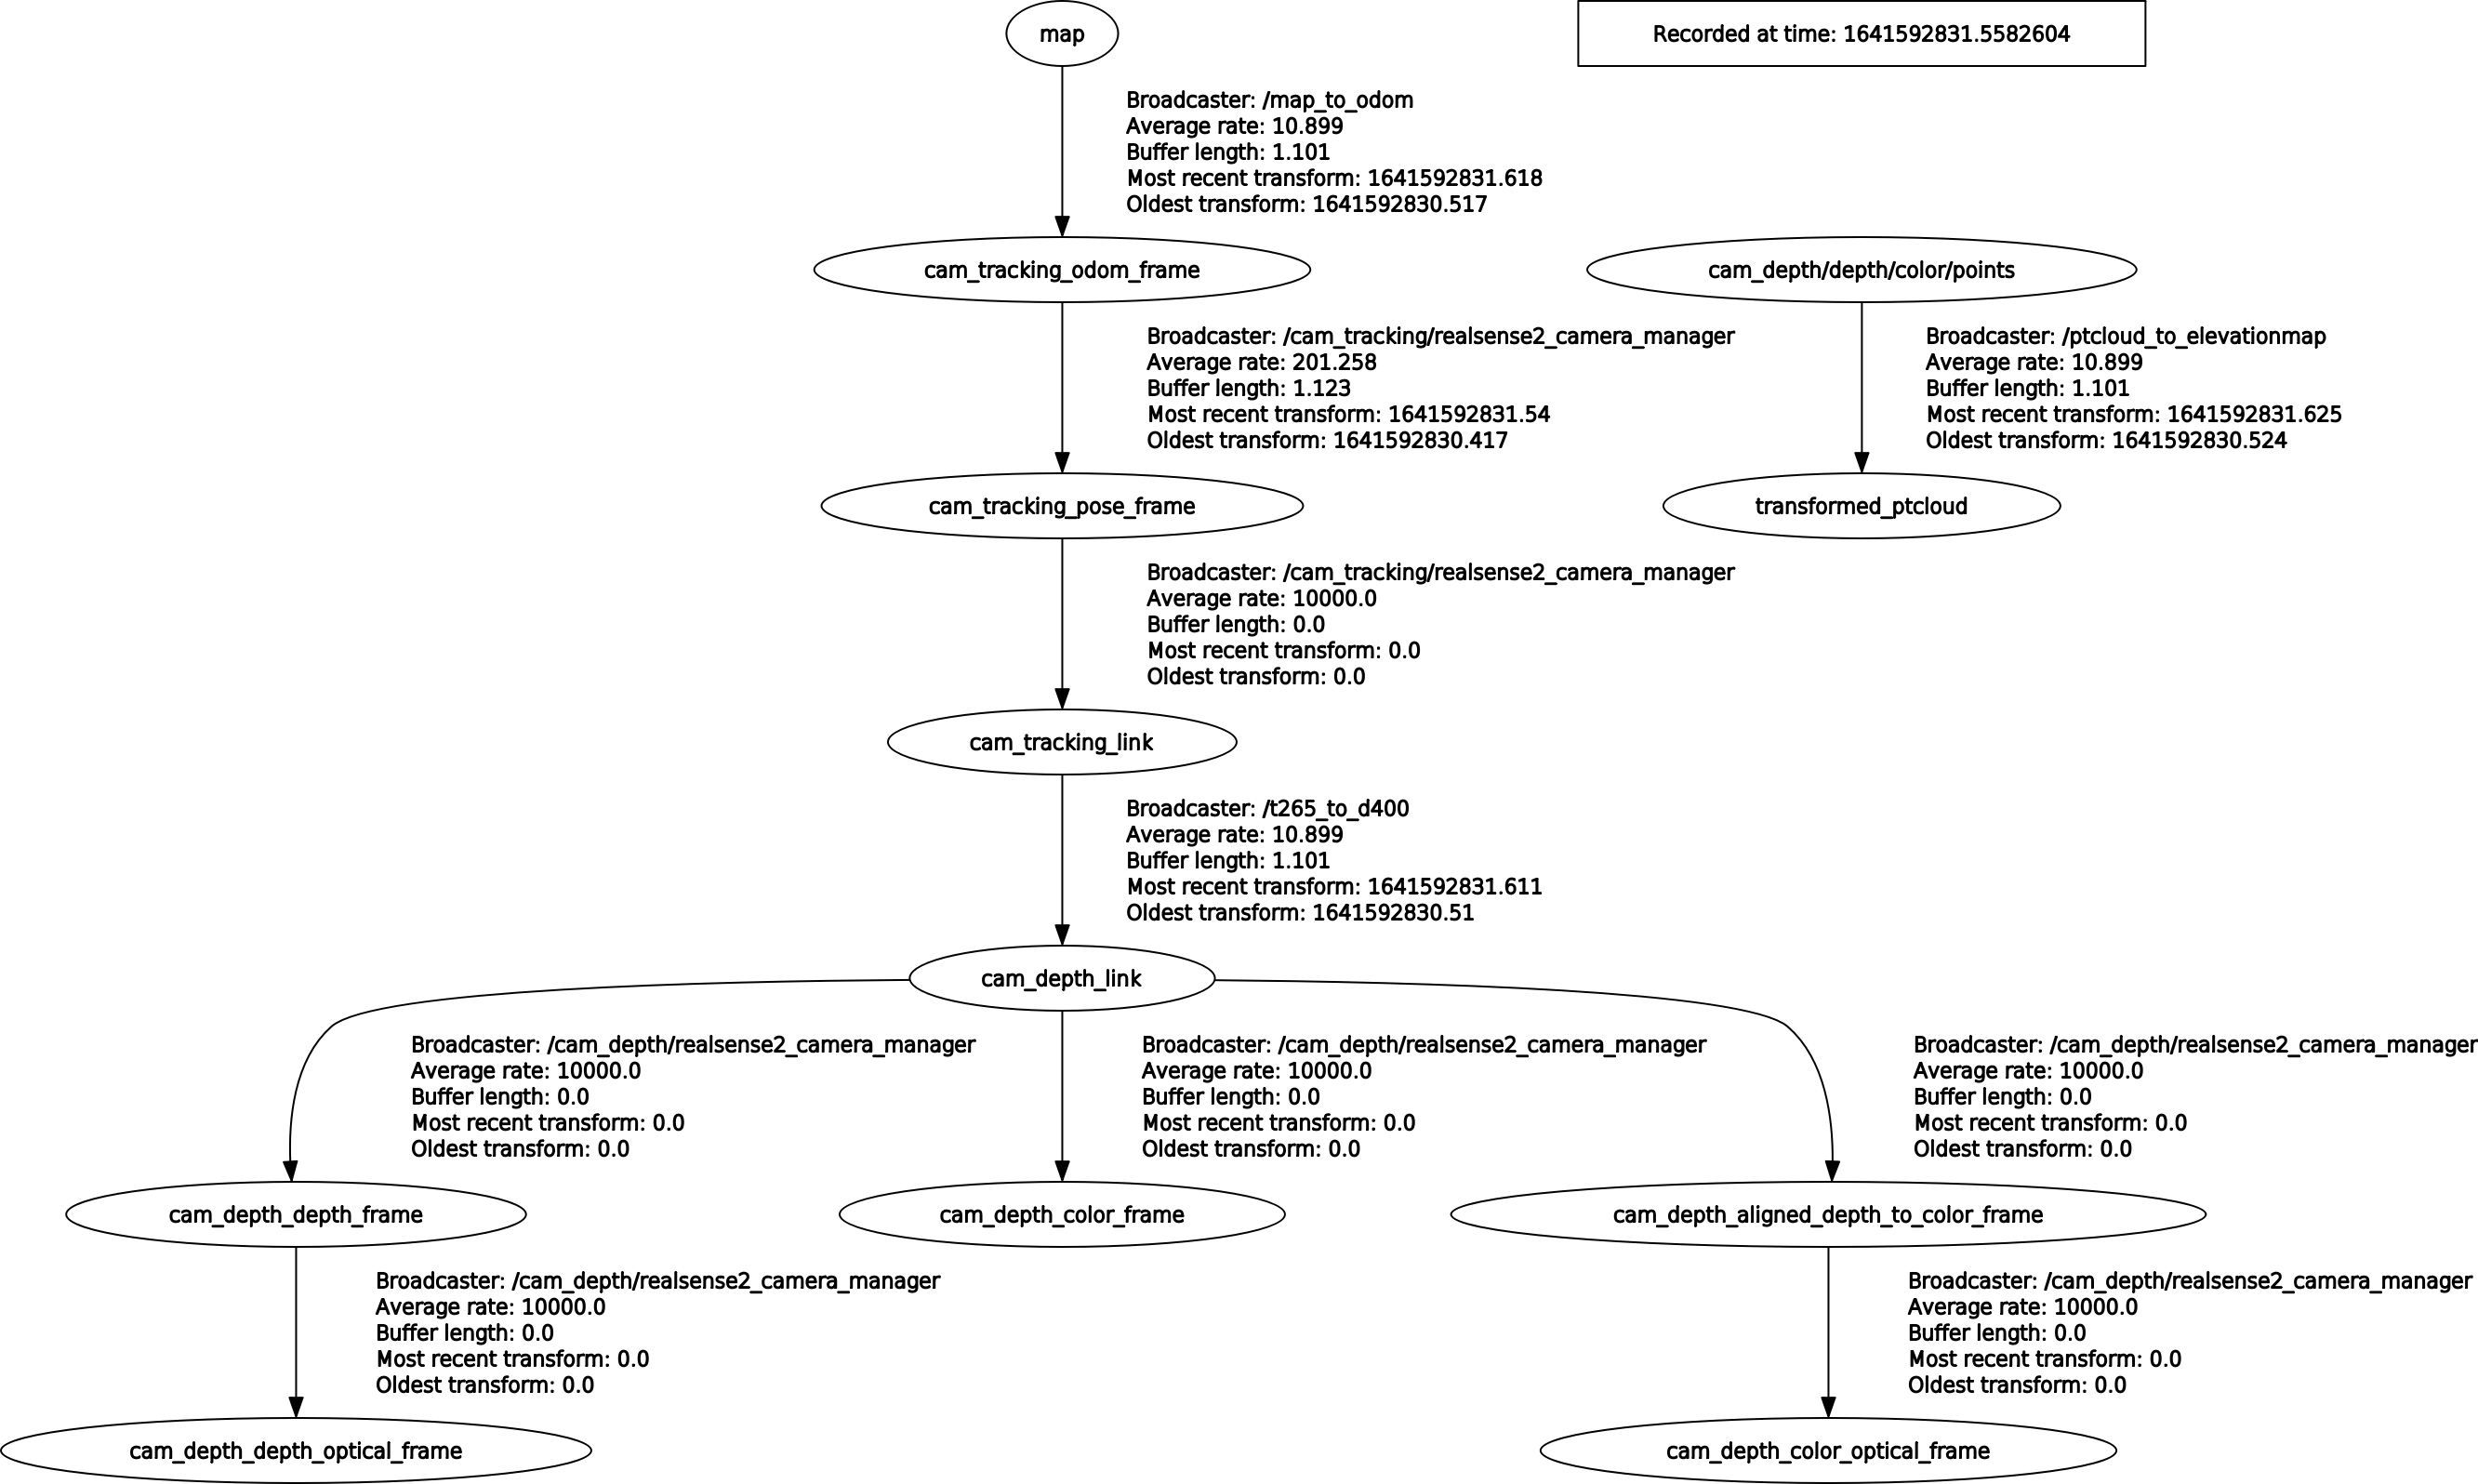 map
Recorded at time: 1641592831.5582604
Broadcaster: /map_to_odom
Average rate: 10.899
Buffer length: 1.101
Most recent transform: 1641592831.618
Oldest transform: 1641592830.517
cam_tracking_odom_frame
cam_depth/depth/color/points
Broadcaster: /cam_tracking/realsense2_camera_manager
Average rate: 201.258
Buffer length: 1.123
Most recent transform: 1641592831.54
Oldest transform: 1641592830.417
Broadcaster: /ptcloud_to_elevationmap
Average rate: 10.899
Buffer length: 1.101
Most recent transform: 1641592831.625
Oldest transform: 1641592830.524
cam_tracking_pose_frame
transformed_ptcloud
Broadcaster: /cam_tracking/realsense2_camera_manager
Average rate: 10000.0
Buffer length: 0.0
Most recent transform: 0.0
Oldest transform: 0.0
cam_tracking_link
Broadcaster: /t265_to_d400
Average rate: 10.899
Buffer length: 1.101
Most recent transform: 1641592831.611
Oldest transform: 1641592830.51
cam_depth_link
Broadcaster: /cam_depth/realsense2_camera_manager
Average rate: 10000.0
Buffer length: 0.0
Most recent transform: 0.0
Oldest transform: 0.0
Broadcaster: /cam_depth/realsense2_camera_manager
Average rate: 10000.0
Buffer length: 0.0
Most recent transform: 0.0
Oldest transform: 0.0
Broadcaster: /cam_depth/realsense2_camera_manager
Average rate: 10000.0
Buffer length: 0.0
Most recent transform: 0.0
Oldest transform: 0.0
cam_depth_depth_frame
cam_depth_color_frame
cam_depth_aligned_depth_to_color_frame
Broadcaster: /cam_depth/realsense2_camera_manager
Average rate: 10000.0
Buffer length: 0.0
Most recent transform: 0.0
Oldest transform: 0.0
Broadcaster: /cam_depth/realsense2_camera_manager
Average rate: 10000.0
Buffer length: 0.0
Most recent transform: 0.0
Oldest transform: 0.0
cam_depth_depth_optical_frame
cam_depth_color_optical_frame